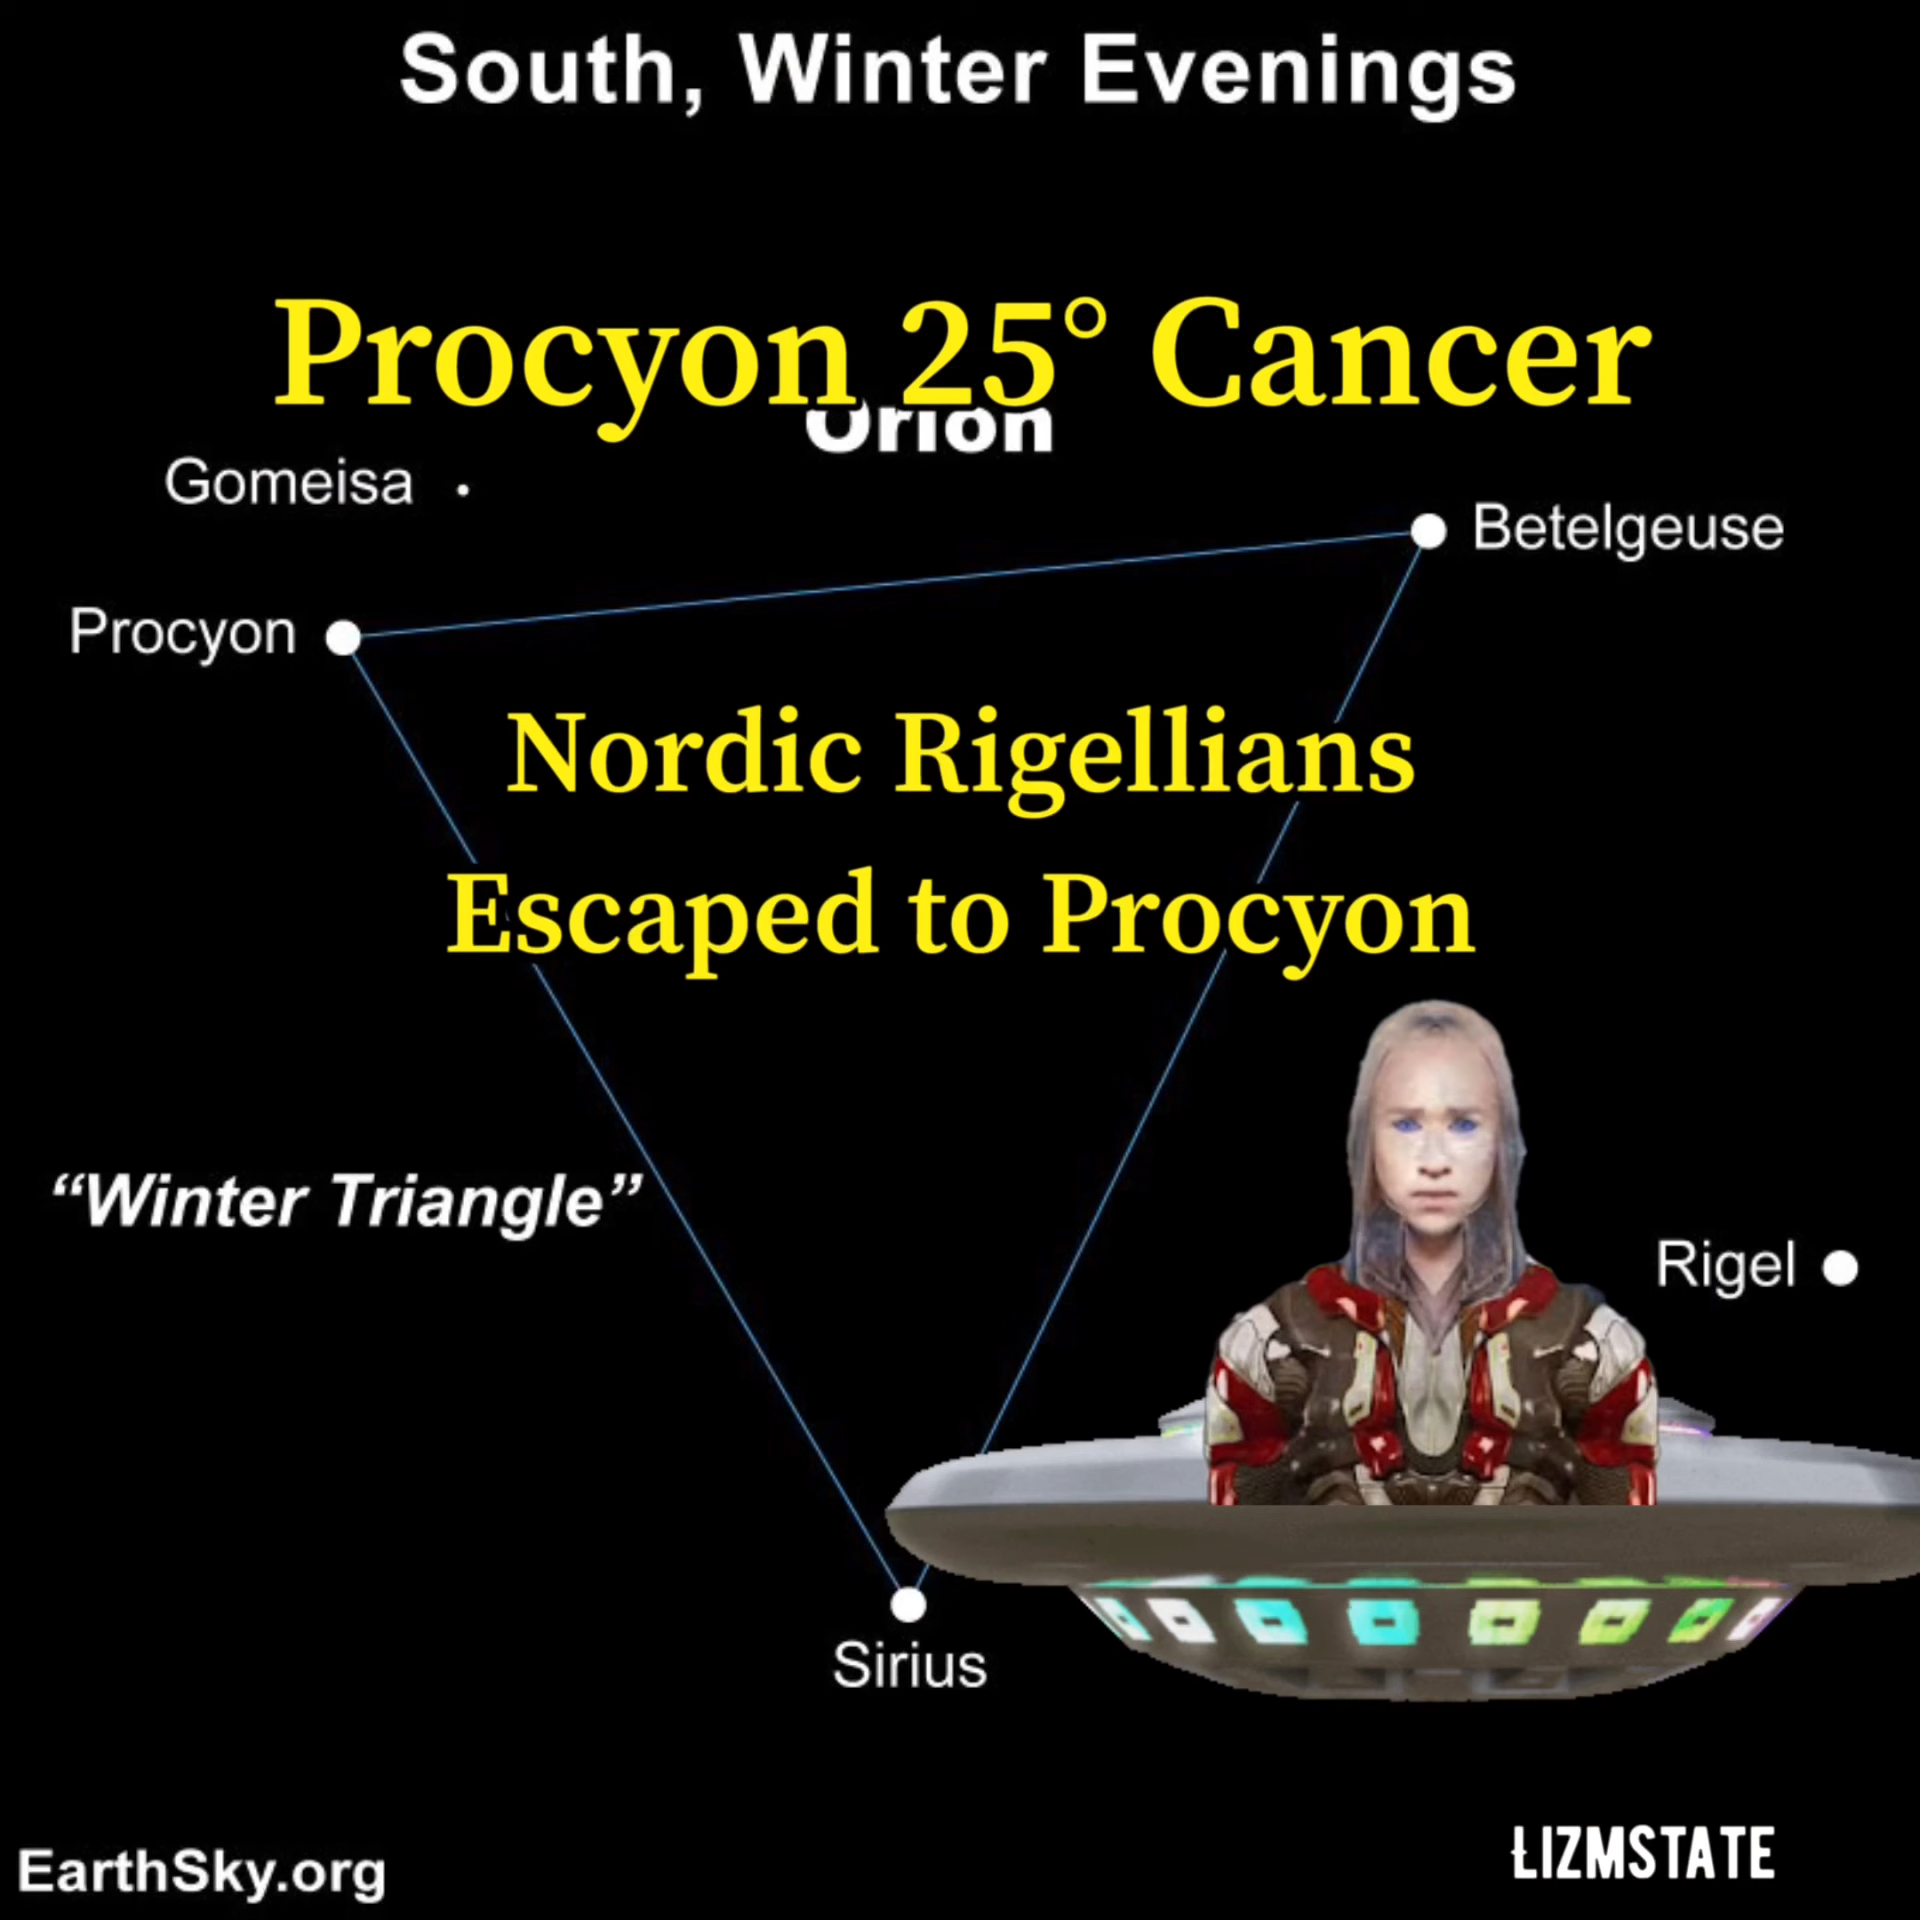 South, Winter Evenings
Procyon 25° Cancer
Orion
Gomeisa
Betelgeuse
Procyon
Nordic Rigellians
Escaped to Procyon
“Winter Triangle”
Rigel
Sirius
EarthSky.org
ŁIZMSTATE